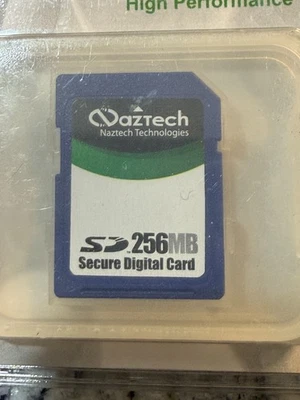 High Performance
Naztech
Naztech Technologies
SD 256MB
Secure Digital Card